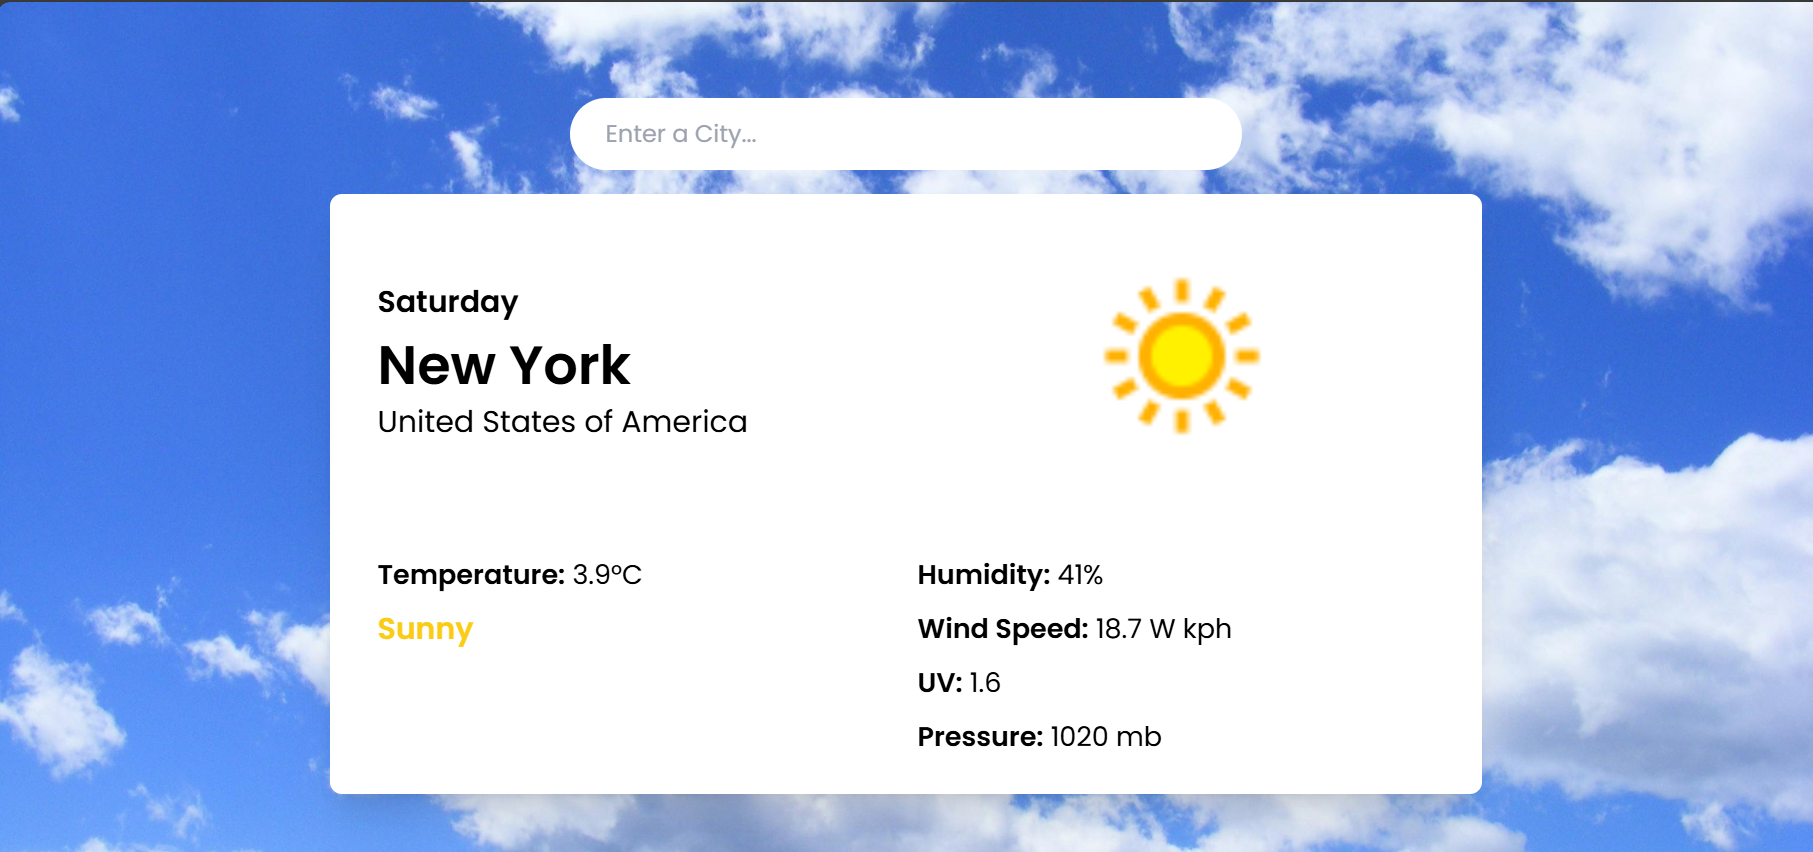 Enter a City...
Saturday
New York
United States of America
Temperature: 3.9°C
Sunny
Humidity: 41%
Wind Speed: 18.7 W kph
UV: 1.6
Pressure: 1020 mb